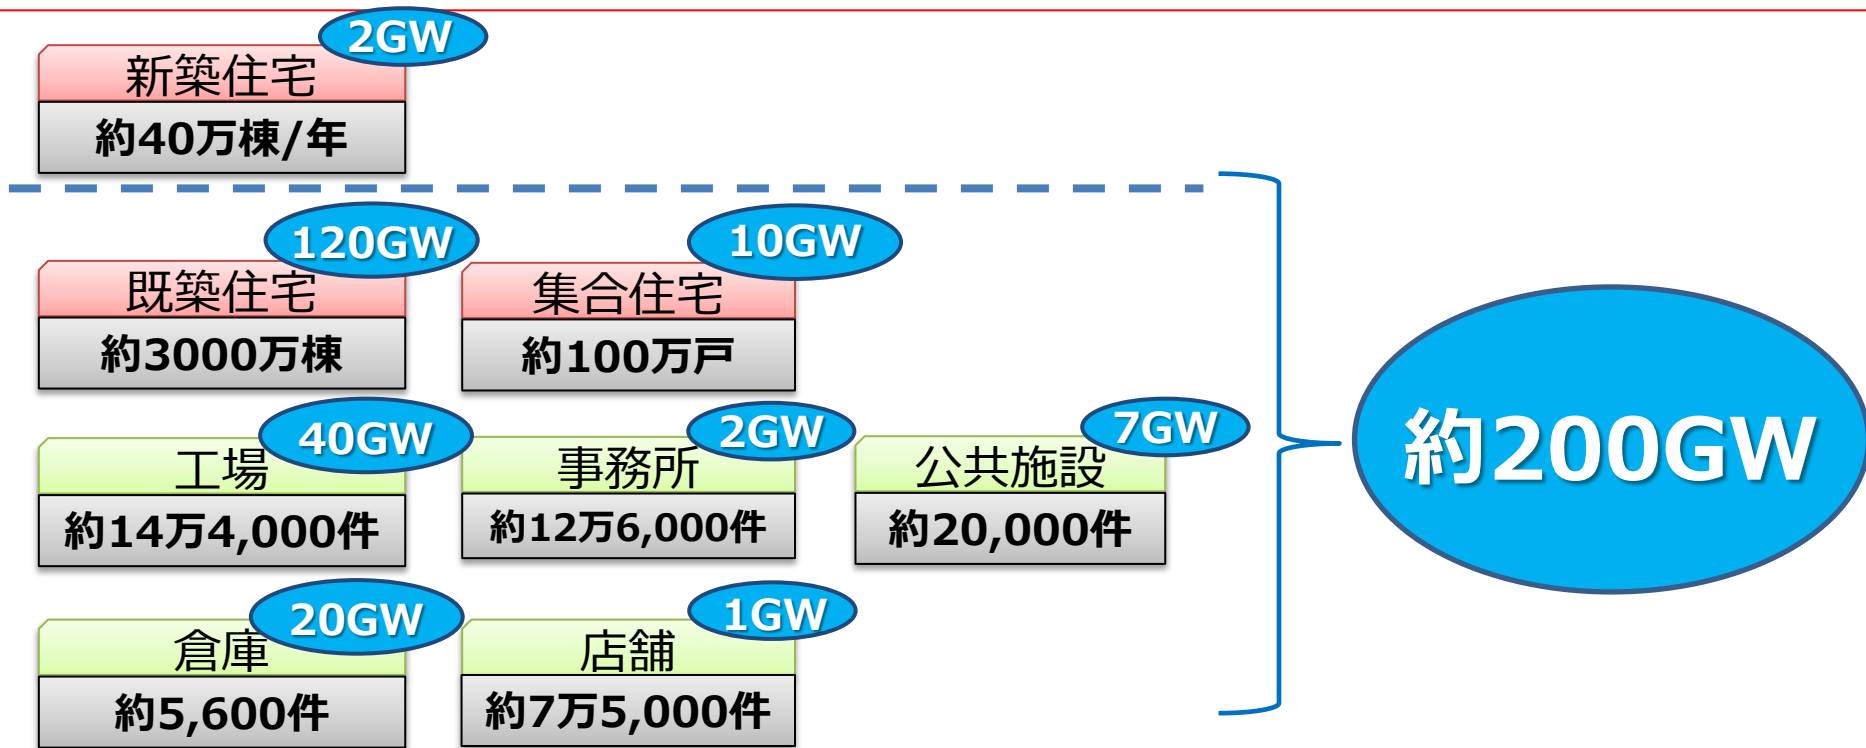 2GW
新築住宅
約40万棟/年
120GW
既築住宅
約3000万棟
10GW
集合住宅
約100万戸
40GW
工場
約14万4,000件
2GW
事務所
約12万6,000件
7GW
公共施設
約20,000件
20GW
倉庫
約5,600件
1GW
店舗
約7万5,000件
約200GW